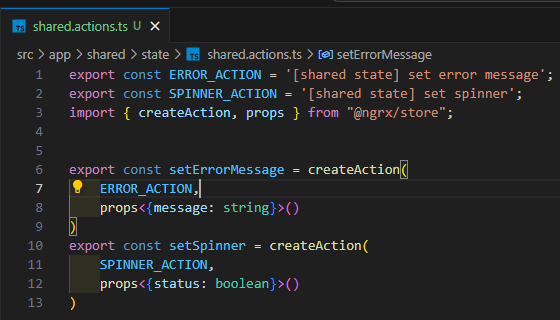 TS shared.actions.ts U ×
src > app > shared > state > TS shared.actions.ts > setErrorMessage
1 export const ERROR_ACTION = '[shared state] set error message';
2 export const SPINNER_ACTION = '[shared state] set spinner';
3 import { createAction, props } from "@ngrx/store";
4
5
6 export const setErrorMessage = createAction(
7     ERROR_ACTION,
8     props<{message: string}>()
9 )
10 export const setSpinner = createAction(
11     SPINNER_ACTION,
12     props<{status: boolean}>()
13 )